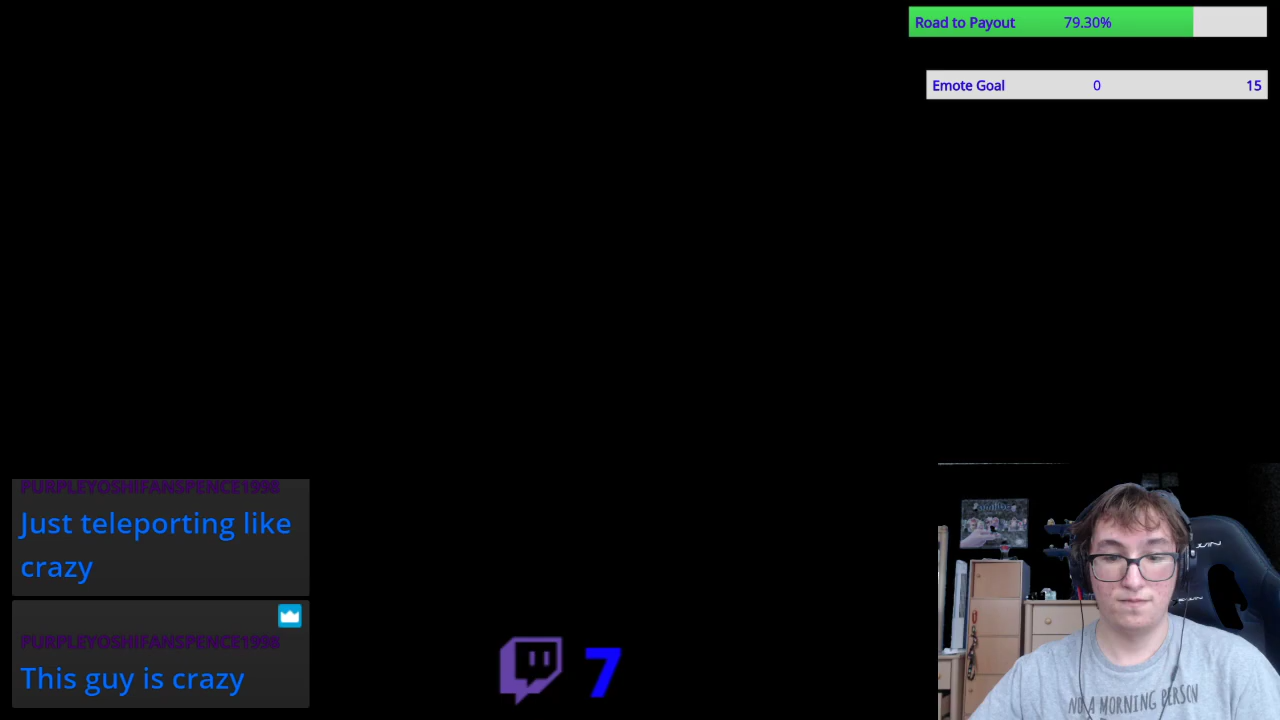 Road to Payout 79.30%
Emote Goal 0 15
PURPLEYOSHIFANSPENCE1998
Just teleporting like
crazy
PURPLEYOSHIFANSPENCE1998
This guy is crazy
7
A MORNING PERSON